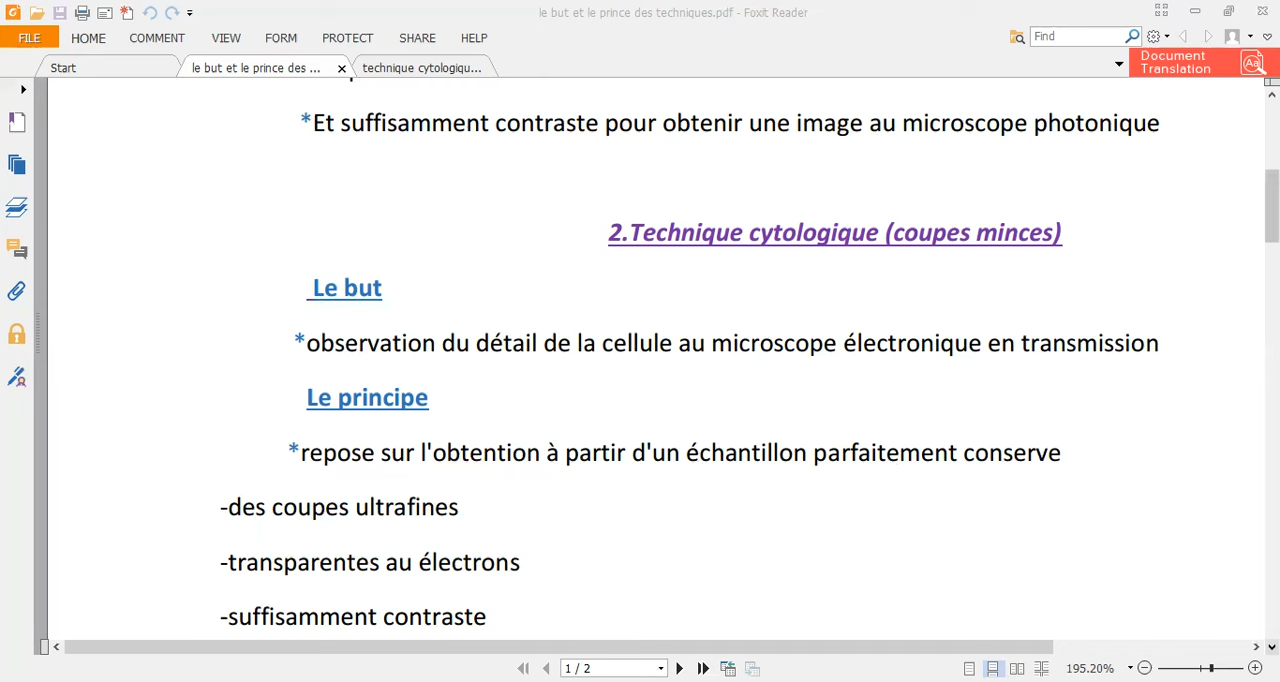 le but et le prince des techniques.pdf - Foxit Reader
FILE HOME COMMENT VIEW FORM PROTECT SHARE HELP
Find
Start
le but et le prince des ...
technique cytologiqu...
Document
Translation
*Et suffisamment contraste pour obtenir une image au microscope photonique
2.Technique cytologique (coupes minces)
Le but
*observation du détail de la cellule au microscope électronique en transmission
Le principe
*repose sur l'obtention à partir d'un échantillon parfaitement conserve
-des coupes ultrafines
-transparentes au électrons
-suffisamment contraste
1 / 2
195.20%